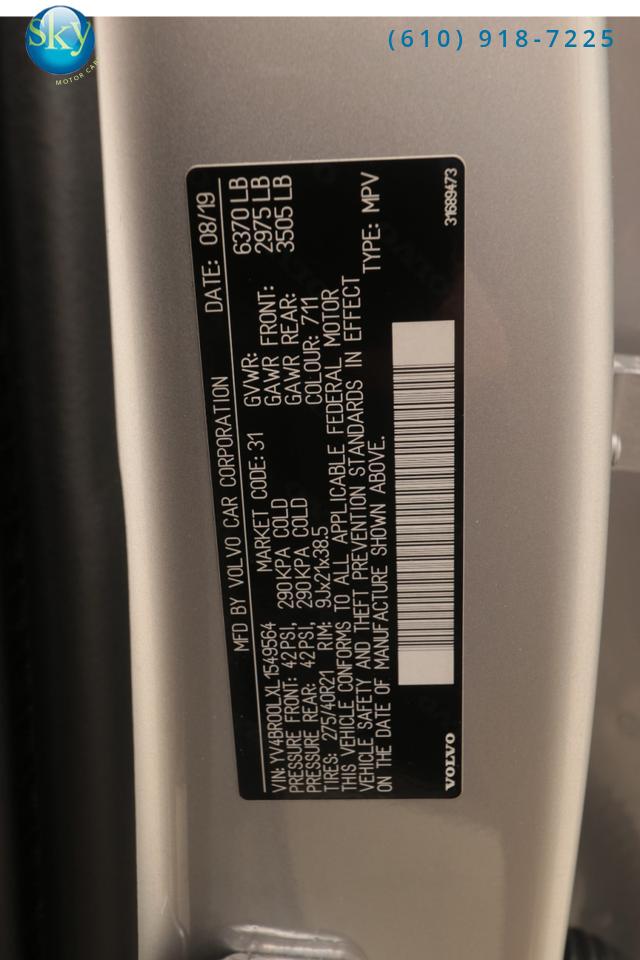 Sky
MOTOR CAR
(610) 918-7225
MFD BY VOLVO CAR CORPORATION DATE: 08/19
VIN: YV4BR00LXL1549564 MARKET CODE: 31 GVWR: 6370 LB
PRESSURE FRONT: 42PSI, 290KPA COLD GAWR FRONT: 2975 LB
PRESSURE REAR: 42PSI, 290KPA COLD GAWR REAR: 3505 LB
TIRES: 275/40R21 RIM: 9Jx21x38.5 COLOUR: 711
THIS VEHICLE CONFORMS TO ALL APPLICABLE FEDERAL MOTOR
VEHICLE SAFETY AND THEFT PREVENTION STANDARDS IN EFFECT
ON THE DATE OF MANUFACTURE SHOWN ABOVE. TYPE: MPV
VOLVO 31689473